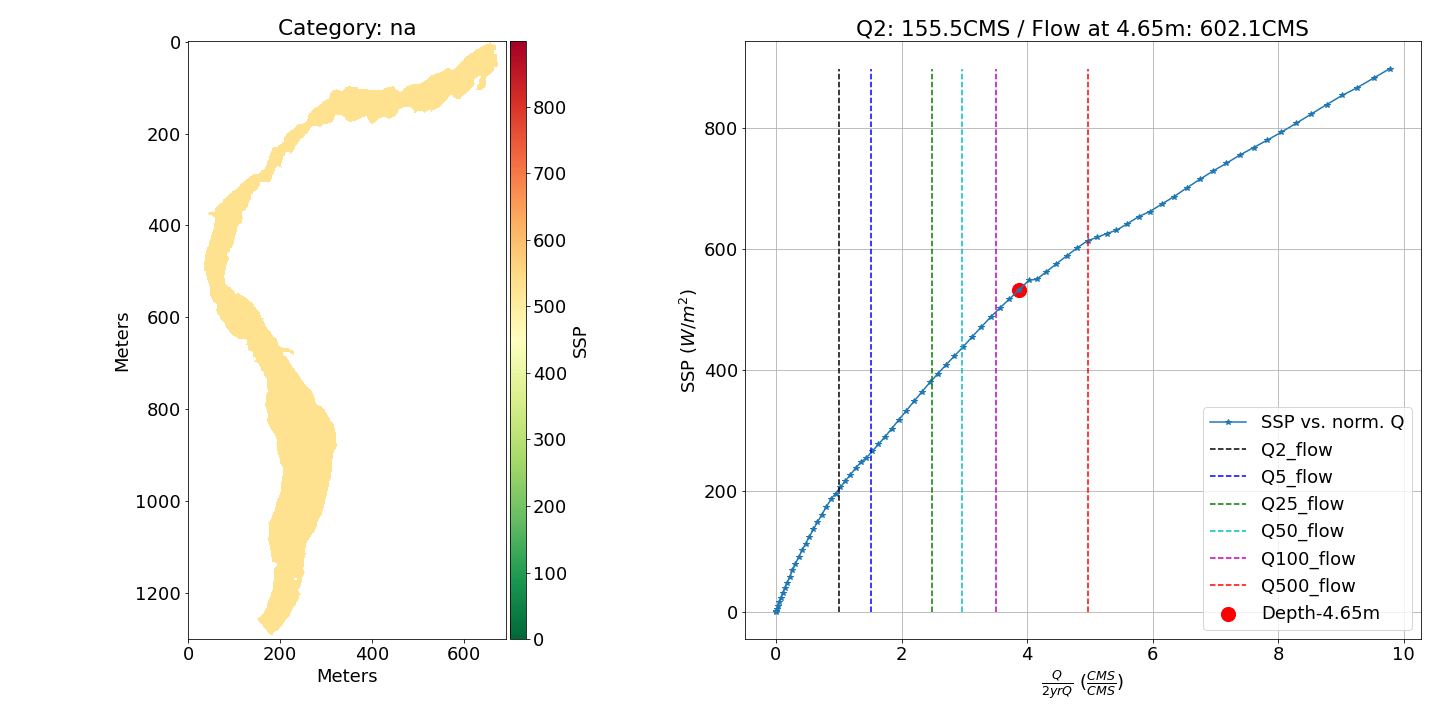 Category: na
0
200
400
600
800
1000
1200
Meters
0
200
400
600
Meters
800
700
600
500
400
300
200
100
0
SSP
Q2: 155.5CMS / Flow at 4.65m: 602.1CMS
800
600
400
200
0
SSP (W/m²)
0
2
4
6
8
10
Q/2yrQ (CMS/CMS)
SSP vs. norm. Q
Q2_flow
Q5_flow
Q25_flow
Q50_flow
Q100_flow
Q500_flow
Depth-4.65m